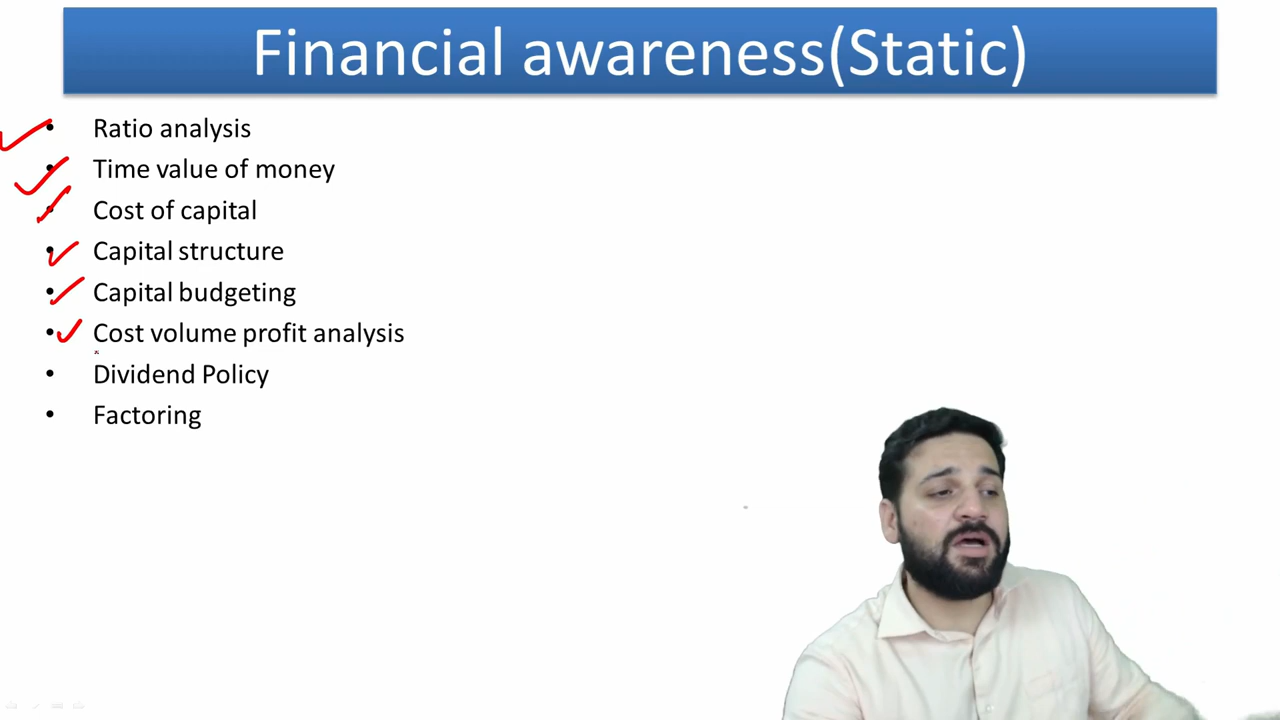 Financial awareness(Static)
• Ratio analysis
• Time value of money
• Cost of capital
• Capital structure
• Capital budgeting
• Cost volume profit analysis
• Dividend Policy
• Factoring